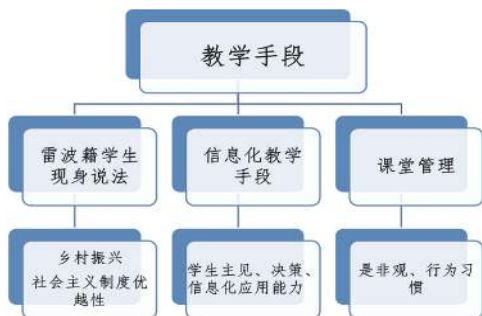 教学手段
雷波籍学生
现身说法
信息化教学
手段
课堂管理
乡村振兴
社会主义制度优
越性
学生主见、决策、
信息化应用能力
是非观、行为习
惯